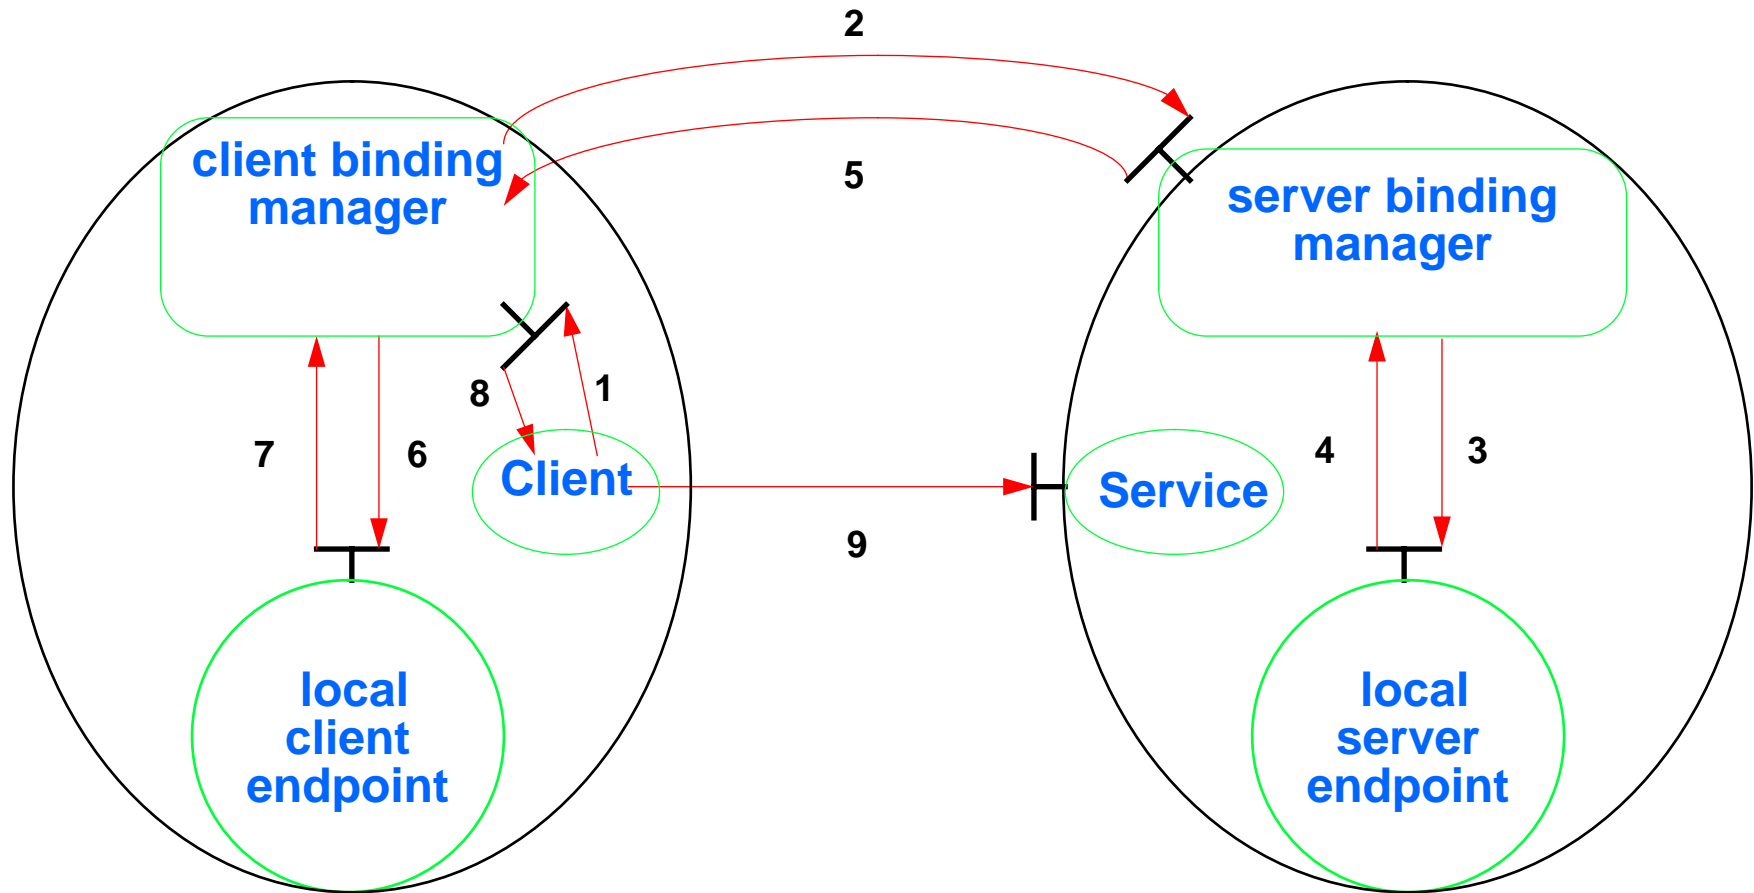 2
client binding
manager
5
server binding
manager
8
1
7
6
4
3
Client
Service
9
local
client
endpoint
local
server
endpoint